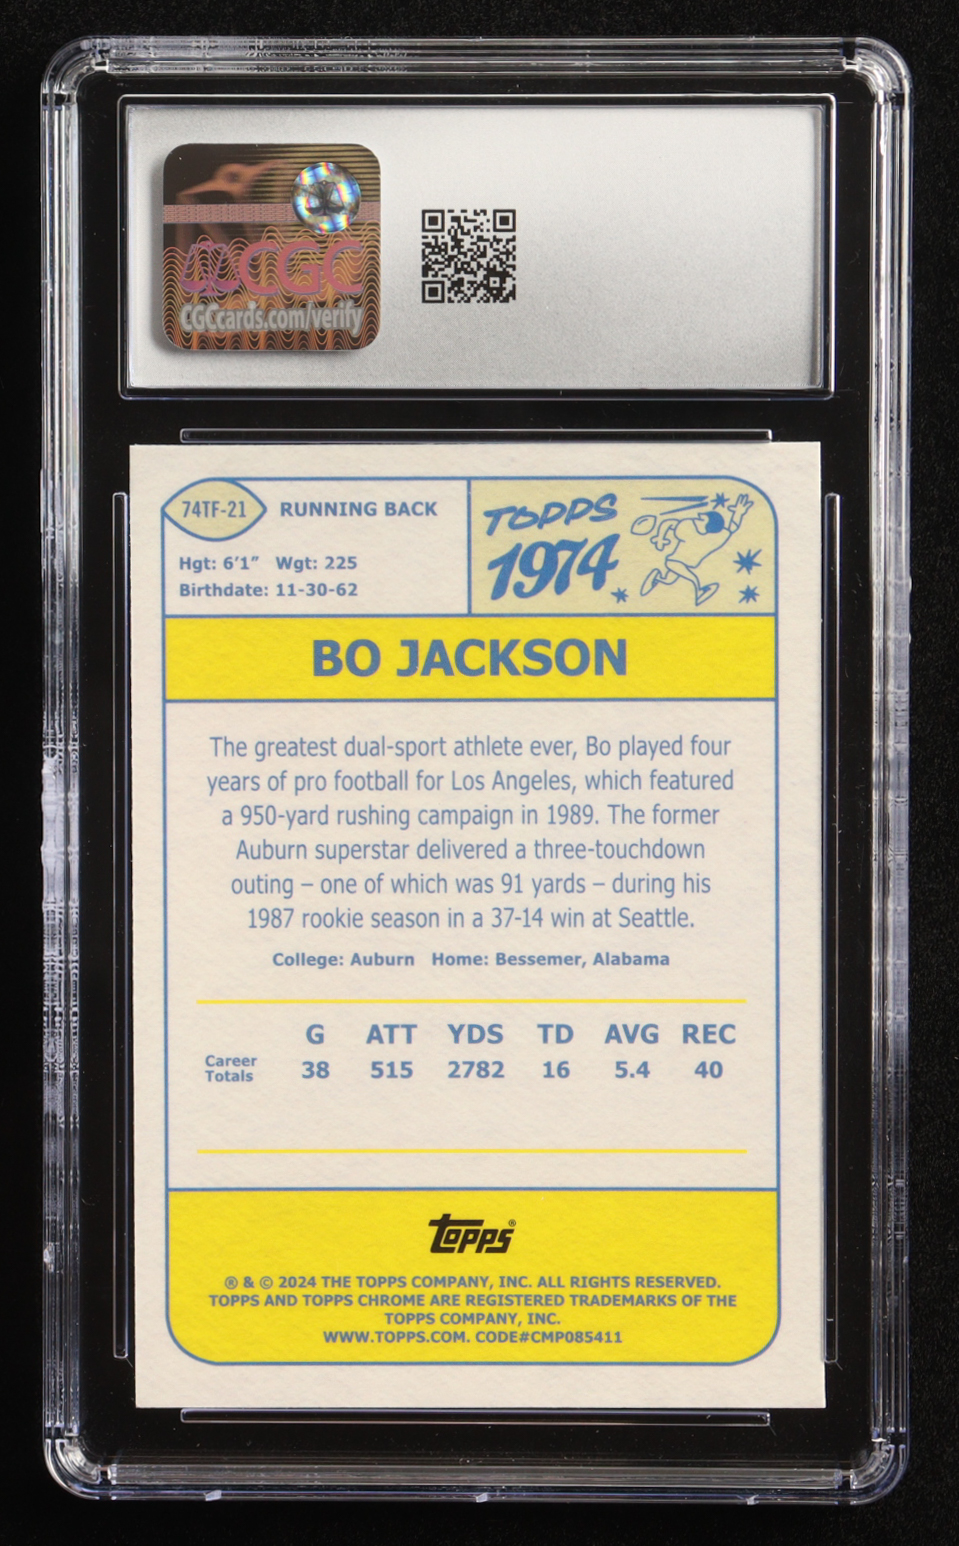 CGC
CGCcards.com/verify
74TF-21
RUNNING BACK
Hgt: 6'1" Wgt: 225
Birthdate: 11-30-62
TOPPS
1974
BO JACKSON
The greatest dual-sport athlete ever, Bo played four
years of pro football for Los Angeles, which featured
a 950-yard rushing campaign in 1989. The former
Auburn superstar delivered a three-touchdown
outing – one of which was 91 yards – during his
1987 rookie season in a 37-14 win at Seattle.
College: Auburn Home: Bessemer, Alabama
G ATT YDS TD AVG REC
Career
Totals 38 515 2782 16 5.4 40
topps®
® & © 2024 THE TOPPS COMPANY, INC. ALL RIGHTS RESERVED.
TOPPS AND TOPPS CHROME ARE REGISTERED TRADEMARKS OF THE
TOPPS COMPANY, INC.
WWW.TOPPS.COM. CODE#CMP085411